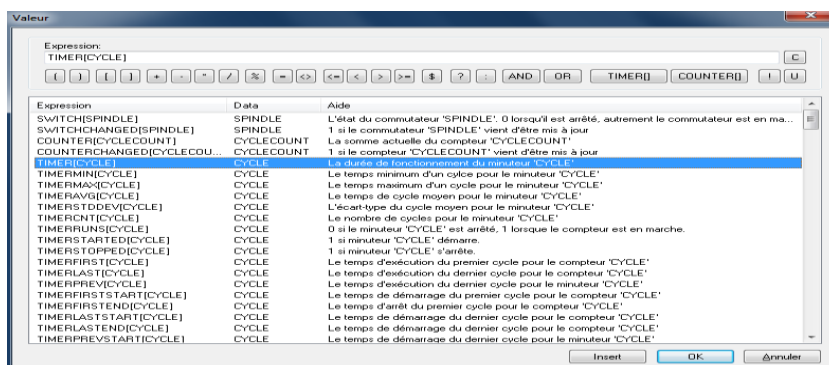 Valeur
Expression:
TIMER[CYCLE]
C
( ) [ ] + - * / % = <> <= < > >= $ ? : AND OR TIMER[] COUNTER[] ! U
Expression Data Aide
SWITCH[SPINDLE] SPINDLE L'état du commutateur 'SPINDLE'. 0 lorsqu'il est arrêté, autrement le commutateur est en ma...
SWITCHCHANGED[SPINDLE] SPINDLE 1 si le commutateur 'SPINDLE' vient d'être mis à jour
COUNTER[CYCLECOUNT] CYCLECOUNT La somme actuelle du compteur 'CYCLECOUNT'
COUNTERCHANGED[CYCLECOU... CYCLECOUNT 1 si le compteur 'CYCLECOUNT' vient d'être mis à jour
TIMER[CYCLE] CYCLE La durée de fonctionnement du minuteur 'CYCLE'
TIMERMIN[CYCLE] CYCLE Le temps minimum d'un cylce pour le minuteur 'CYCLE'
TIMERMAX[CYCLE] CYCLE Le temps maximum d'un cycle pour le minuteur 'CYCLE'
TIMERAVG[CYCLE] CYCLE Le temps de cycle moyen pour le minuteur 'CYCLE'
TIMERSTDDEV[CYCLE] CYCLE L'écart-type du cycle moyen pour le minuteur 'CYCLE'
TIMERCNT[CYCLE] CYCLE Le nombre de cycles pour le minuteur 'CYCLE'
TIMERRUNS[CYCLE] CYCLE 0 si le minuteur 'CYCLE' est arrêté, 1 lorsque le compteur est en marche.
TIMERSTARTED[CYCLE] CYCLE 1 si minuteur 'CYCLE' démarre.
TIMERSTOPPED[CYCLE] CYCLE 1 si minuteur 'CYCLE' s'arrête.
TIMERFIRST[CYCLE] CYCLE Le temps d'exécution du premier cycle pour le compteur 'CYCLE'
TIMERLAST[CYCLE] CYCLE Le temps d'exécution du dernier cycle pour le compteur 'CYCLE'
TIMERPREV[CYCLE] CYCLE Le temps d'exécution du dernier cycle pour le minuteur 'CYCLE'
TIMERFIRSTSTART[CYCLE] CYCLE Le temps de démarrage du premier cycle pour le compteur 'CYCLE'
TIMERFIRSTEND[CYCLE] CYCLE Le temps d'arrêt du premier cycle pour le compteur 'CYCLE'
TIMERLASTSTART[CYCLE] CYCLE Le temps de démarrage du dernier cycle pour le compteur 'CYCLE'
TIMERLASTEND[CYCLE] CYCLE Le temps de démarrage du dernier cycle pour le compteur 'CYCLE'
TIMERPREVSTART[CYCLE] CYCLE Le temps de démarrage du dernier cycle pour le minuteur 'CYCLE'
Insert OK Annuler